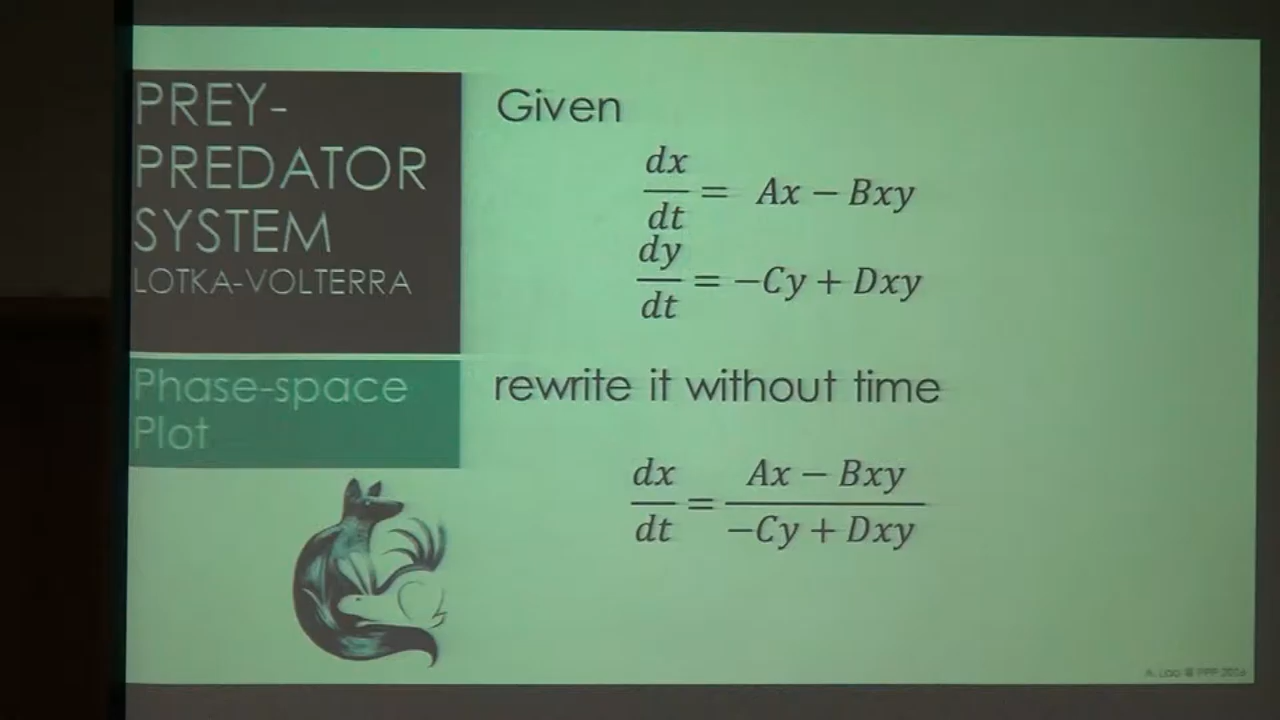 PREY-
PREDATOR
SYSTEM
LOTKA-VOLTERRA
Phase-space
Plot
Given
dx/dt = Ax − Bxy
dy/dt = −Cy + Dxy
rewrite it without time
dx/dt = (Ax − Bxy)/(−Cy + Dxy)